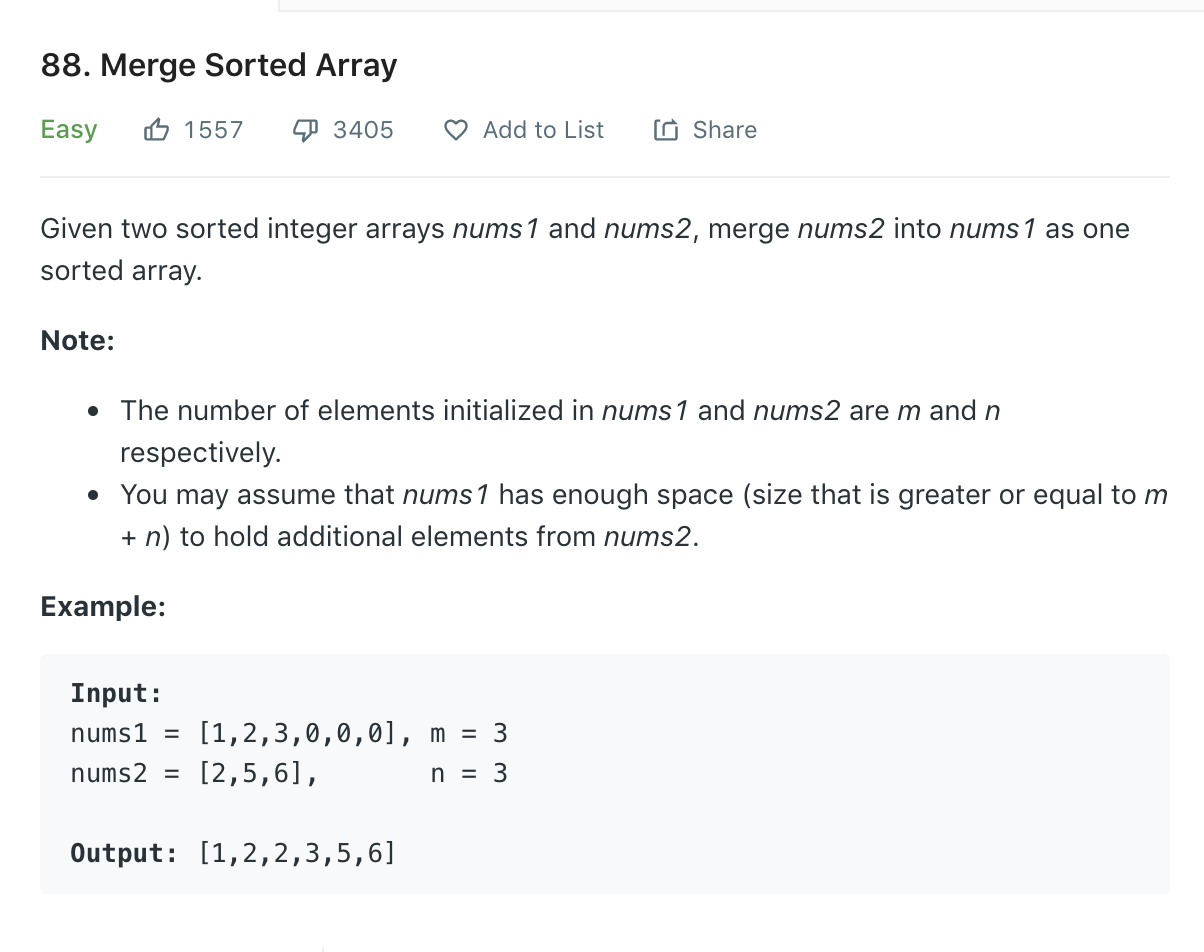 88. Merge Sorted Array
Easy 1557 3405 Add to List Share
Given two sorted integer arrays nums1 and nums2, merge nums2 into nums1 as one
sorted array.
Note:
• The number of elements initialized in nums1 and nums2 are m and n
respectively.
• You may assume that nums1 has enough space (size that is greater or equal to m
+ n) to hold additional elements from nums2.
Example:
Input:
nums1 = [1,2,3,0,0,0], m = 3
nums2 = [2,5,6],       n = 3
Output: [1,2,2,3,5,6]